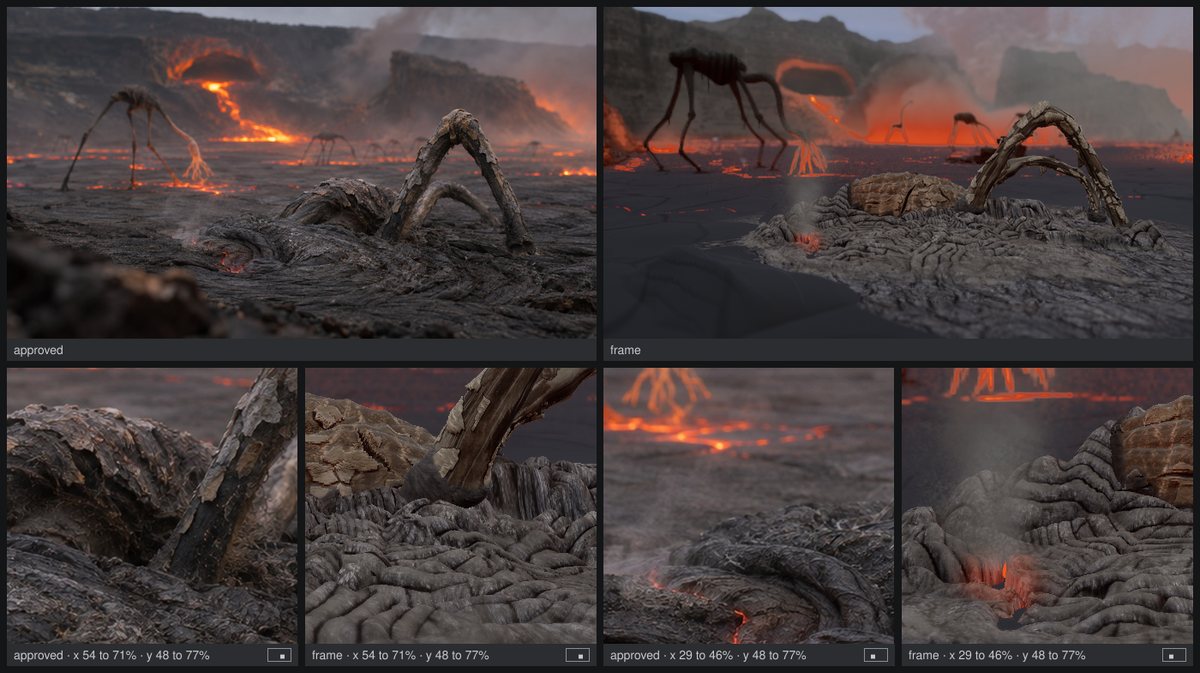 approved
frame
approved · x 54 to 71% · y 48 to 77%
frame · x 54 to 71% · y 48 to 77%
approved · x 29 to 46% · y 48 to 77%
frame · x 29 to 46% · y 48 to 77%